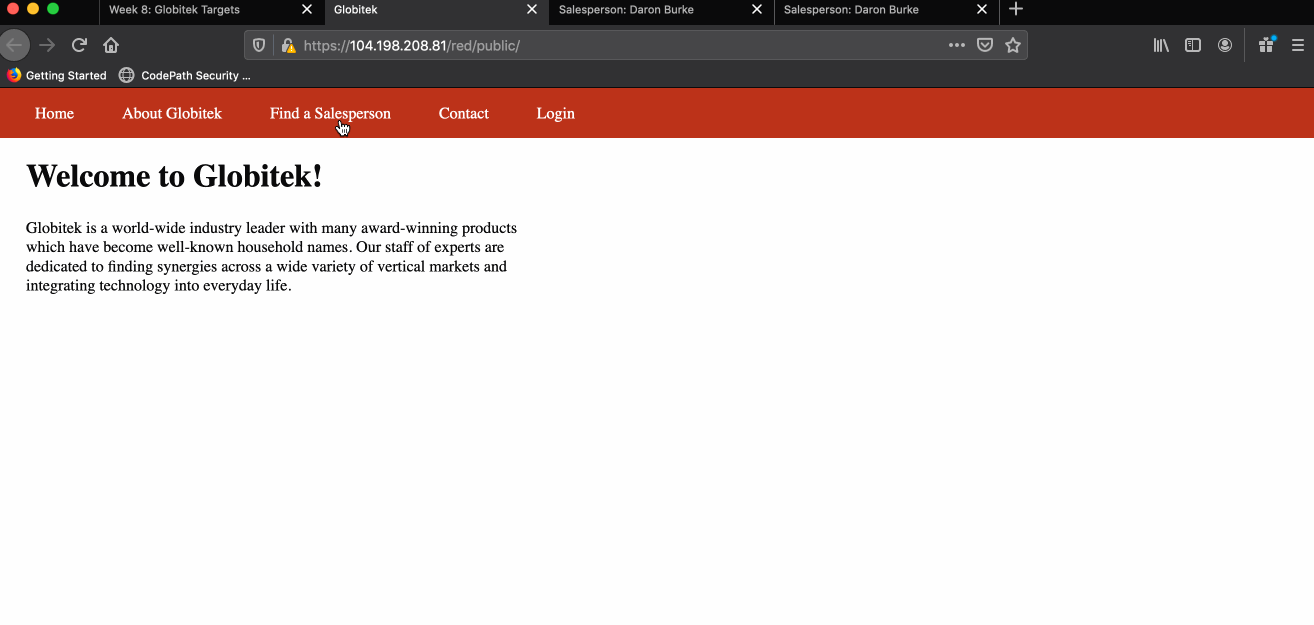 Week 8: Globitek Targets
Globitek
Salesperson: Daron Burke
Salesperson: Daron Burke
https://104.198.208.81/red/public/
Getting Started
CodePath Security ...
Home
About Globitek
Find a Salesperson
Contact
Login
Welcome to Globitek!
Globitek is a world-wide industry leader with many award-winning products
which have become well-known household names. Our staff of experts are
dedicated to finding synergies across a wide variety of vertical markets and
integrating technology into everyday life.